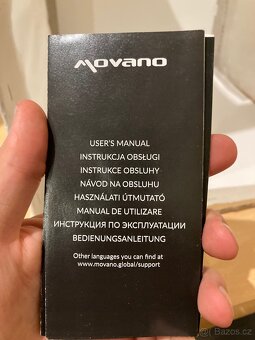 MOVANO
USER'S MANUAL
INSTRUKCJA OBSŁUGI
INSTRUKCE OBSLUHY
NÁVOD NA OBSLUHU
HASZNÁLATI ÚTMUTATÓ
MANUAL DE UTILIZARE
ИНСТРУКЦИЯ ПО ЭКСПЛУАТАЦИИ
BEDIENUNGSANLEITUNG
Other languages you can find at
www.movano.global/support
Bazoš.cz